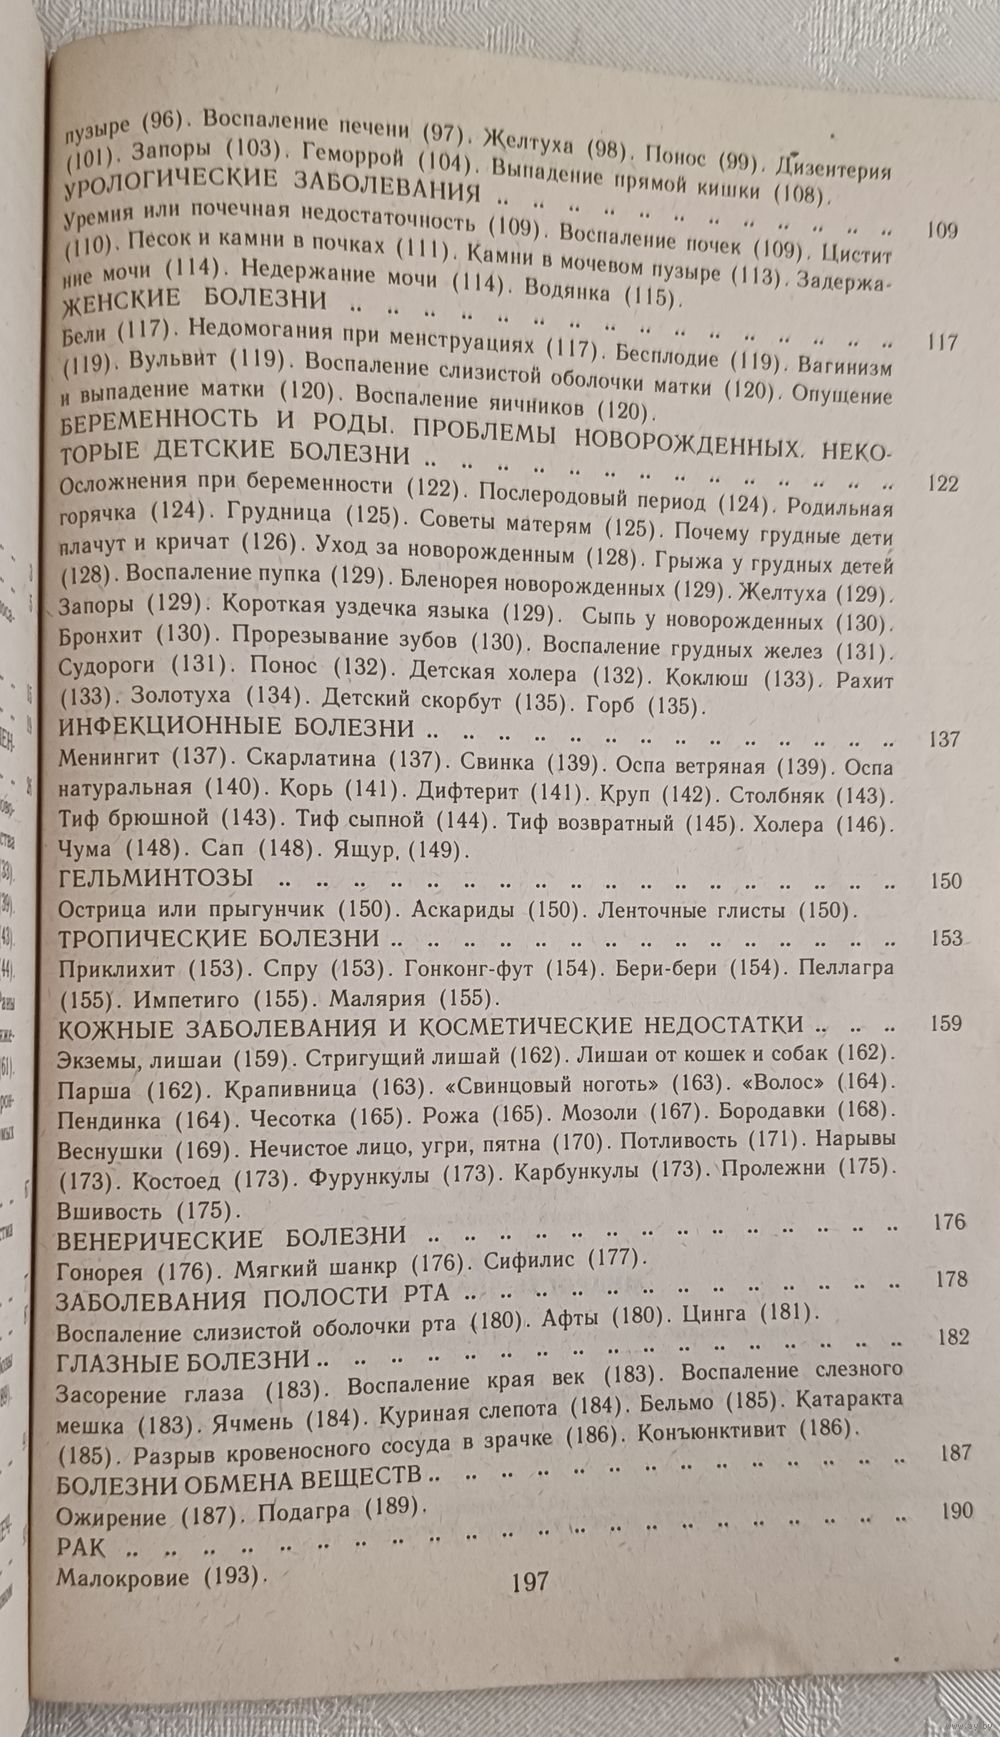 пузыре (96). Воспаление печени (97). Желтуха (98). Понос (99). Дизентерия
(101). Запоры (103). Геморрой (104). Выпадение прямой кишки (108).
УРОЛОГИЧЕСКИЕ ЗАБОЛЕВАНИЯ .. .. .. .. .. .. .. .. .. .. .. .. 109
Уремия или почечная недостаточность (109). Воспаление почек (109). Цистит
(110). Песок и камни в почках (111). Камни в мочевом пузыре (113). Задержа-
ние мочи (114). Недержание мочи (114). Водянка (115).
ЖЕНСКИЕ БОЛЕЗНИ .. .. .. .. .. .. .. .. .. .. .. .. .. .. .. 117
Бели (117). Недомогания при менструациях (117). Бесплодие (119). Вагинизм
(119). Вульвит (119). Воспаление слизистой оболочки матки (120). Опущение
и выпадение матки (120). Воспаление яичников (120).
БЕРЕМЕННОСТЬ И РОДЫ. ПРОБЛЕМЫ НОВОРОЖДЕННЫХ. НЕКО-
ТОРЫЕ ДЕТСКИЕ БОЛЕЗНИ .. .. .. .. .. .. .. .. .. .. .. .. .. .. 122
Осложнения при беременности (122). Послеродовый период (124). Родильная
горячка (124). Грудница (125). Советы матерям (125). Почему грудные дети
плачут и кричат (126). Уход за новорожденным (128). Грыжа у грудных детей
(128). Воспаление пупка (129). Бленорея новорожденных (129). Желтуха (129).
Запоры (129). Короткая уздечка языка (129). Сыпь у новорожденных (130).
Бронхит (130). Прорезывание зубов (130). Воспаление грудных желез (131).
Судороги (131). Понос (132). Детская холера (132). Коклюш (133). Рахит
(133). Золотуха (134). Детский скорбут (135). Горб (135).
ИНФЕКЦИОННЫЕ БОЛЕЗНИ .. .. .. .. .. .. .. .. .. .. .. .. .. .. 137
Менингит (137). Скарлатина (137). Свинка (139). Оспа ветряная (139). Оспа
натуральная (140). Корь (141). Дифтерит (141). Круп (142). Столбняк (143).
Тиф брюшной (143). Тиф сыпной (144). Тиф возвратный (145). Холера (146).
Чума (148). Сап (148). Ящур, (149).
ГЕЛЬМИНТОЗЫ .. .. .. .. .. .. .. .. .. .. .. .. .. .. .. .. .. .. 150
Острица или прыгунчик (150). Аскариды (150). Ленточные глисты (150).
ТРОПИЧЕСКИЕ БОЛЕЗНИ .. .. .. .. .. .. .. .. .. .. .. .. .. .. .. 153
Приклихит (153). Спру (153). Гонконг-фут (154). Бери-бери (154). Пеллагра
(155). Импетиго (155). Малярия (155).
КОЖНЫЕ ЗАБОЛЕВАНИЯ И КОСМЕТИЧЕСКИЕ НЕДОСТАТКИ .. .. .. 159
Экземы, лишаи (159). Стригущий лишай (162). Лишаи от кошек и собак (162).
Парша (162). Крапивница (163). «Свинцовый ноготь» (163). «Волос» (164).
Пендинка (164). Чесотка (165). Рожа (165). Мозоли (167). Бородавки (168).
Веснушки (169). Нечистое лицо, угри, пятна (170). Потливость (171). Нарывы
(173). Костоед (173). Фурункулы (173). Карбункулы (173). Пролежни (175).
Вшивость (175).
ВЕНЕРИЧЕСКИЕ БОЛЕЗНИ .. .. .. .. .. .. .. .. .. .. .. .. .. .. 176
Гонорея (176). Мягкий шанкр (176). Сифилис (177).
ЗАБОЛЕВАНИЯ ПОЛОСТИ РТА .. .. .. .. .. .. .. .. .. .. .. .. .. 178
Воспаление слизистой оболочки рта (180). Афты (180). Цинга (181).
ГЛАЗНЫЕ БОЛЕЗНИ .. .. .. .. .. .. .. .. .. .. .. .. .. .. .. .. .. 182
Засорение глаза (183). Воспаление края век (183). Воспаление слезного
мешка (183). Ячмень (184). Куриная слепота (184). Бельмо (185). Катаракта
(185). Разрыв кровеносного сосуда в зрачке (186). Конъюнктивит (186).
БОЛЕЗНИ ОБМЕНА ВЕЩЕСТВ .. .. .. .. .. .. .. .. .. .. .. .. .. .. 187
Ожирение (187). Подагра (189).
РАК .. .. .. .. .. .. .. .. .. .. .. .. .. .. .. .. .. .. .. .. .. .. 190
Малокровие (193).
197